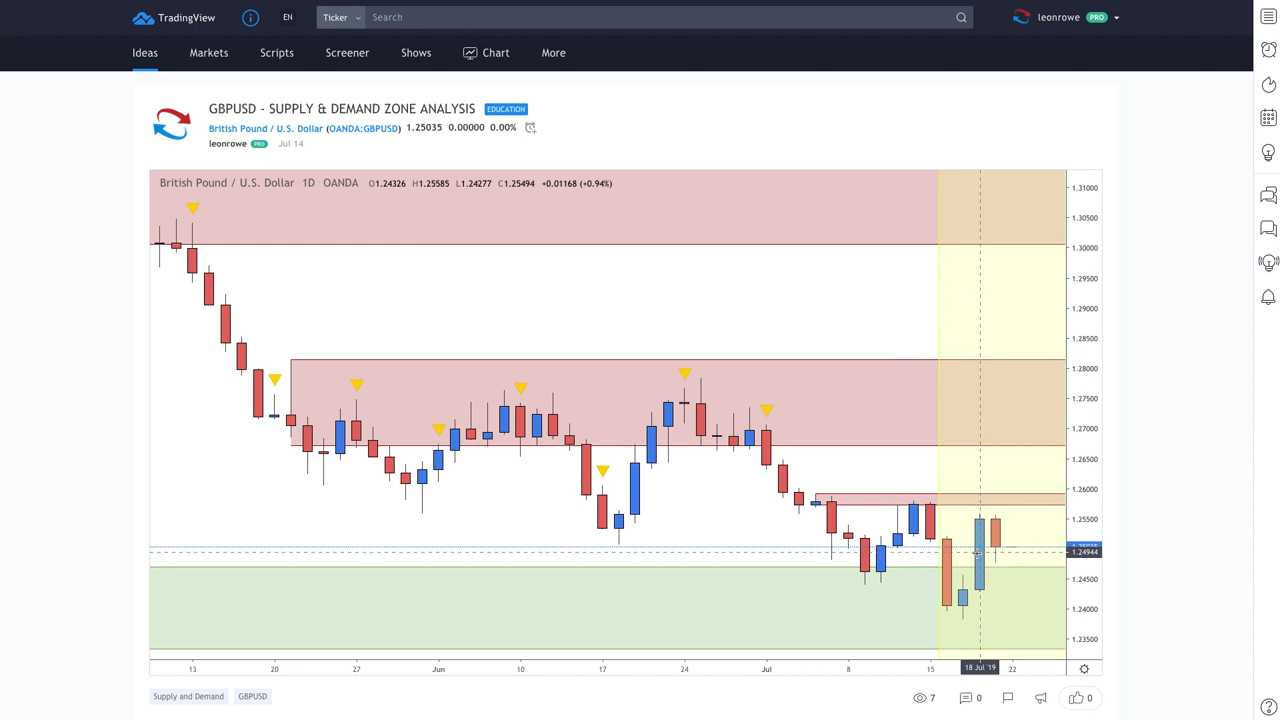 TradingView EN Ticker Search leonrowe PRO
Ideas Markets Scripts Screener Shows Chart More
GBPUSD - SUPPLY & DEMAND ZONE ANALYSIS EDUCATION
British Pound / U.S. Dollar (OANDA:GBPUSD) 1.25035 0.00000 0.00%
leonrowe PRO Jul 14
British Pound / U.S. Dollar 1D OANDA O1.24326 H1.25585 L1.24277 C1.25494 +0.01168 (+0.94%)
1.31000
1.30500
1.30000
1.29500
1.29000
1.28500
1.28000
1.27500
1.27000
1.26500
1.26000
1.25500
1.24944
1.24500
1.24000
1.23500
13 20 27 Jun 10 17 24 Jul 8 15 18 Jul '19 22
Supply and Demand GBPUSD 7 0 0